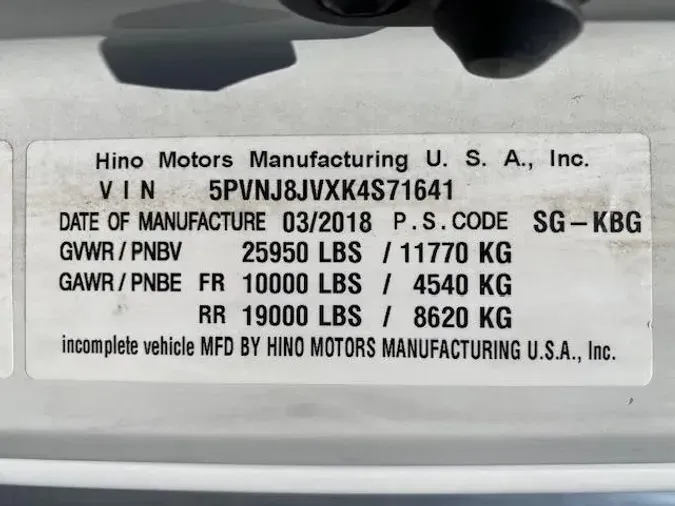 Hino Motors Manufacturing U. S. A., Inc.
VIN 5PVNJ8JVXK4S71641
DATE OF MANUFACTURE 03/2018 P.S.CODE SG-KBG
GVWR/PNBV 25950 LBS / 11770 KG
GAWR/PNBE FR 10000 LBS / 4540 KG
RR 19000 LBS / 8620 KG
incomplete vehicle MFD BY HINO MOTORS MANUFACTURING U.S.A., Inc.